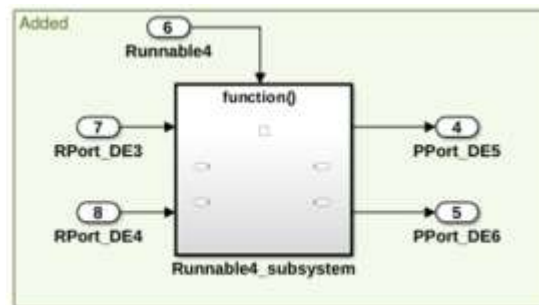 Added
6
Runnable4
function()
7
RPort_DE3
4
PPort_DE5
8
RPort_DE4
5
PPort_DE6
Runnable4_subsystem